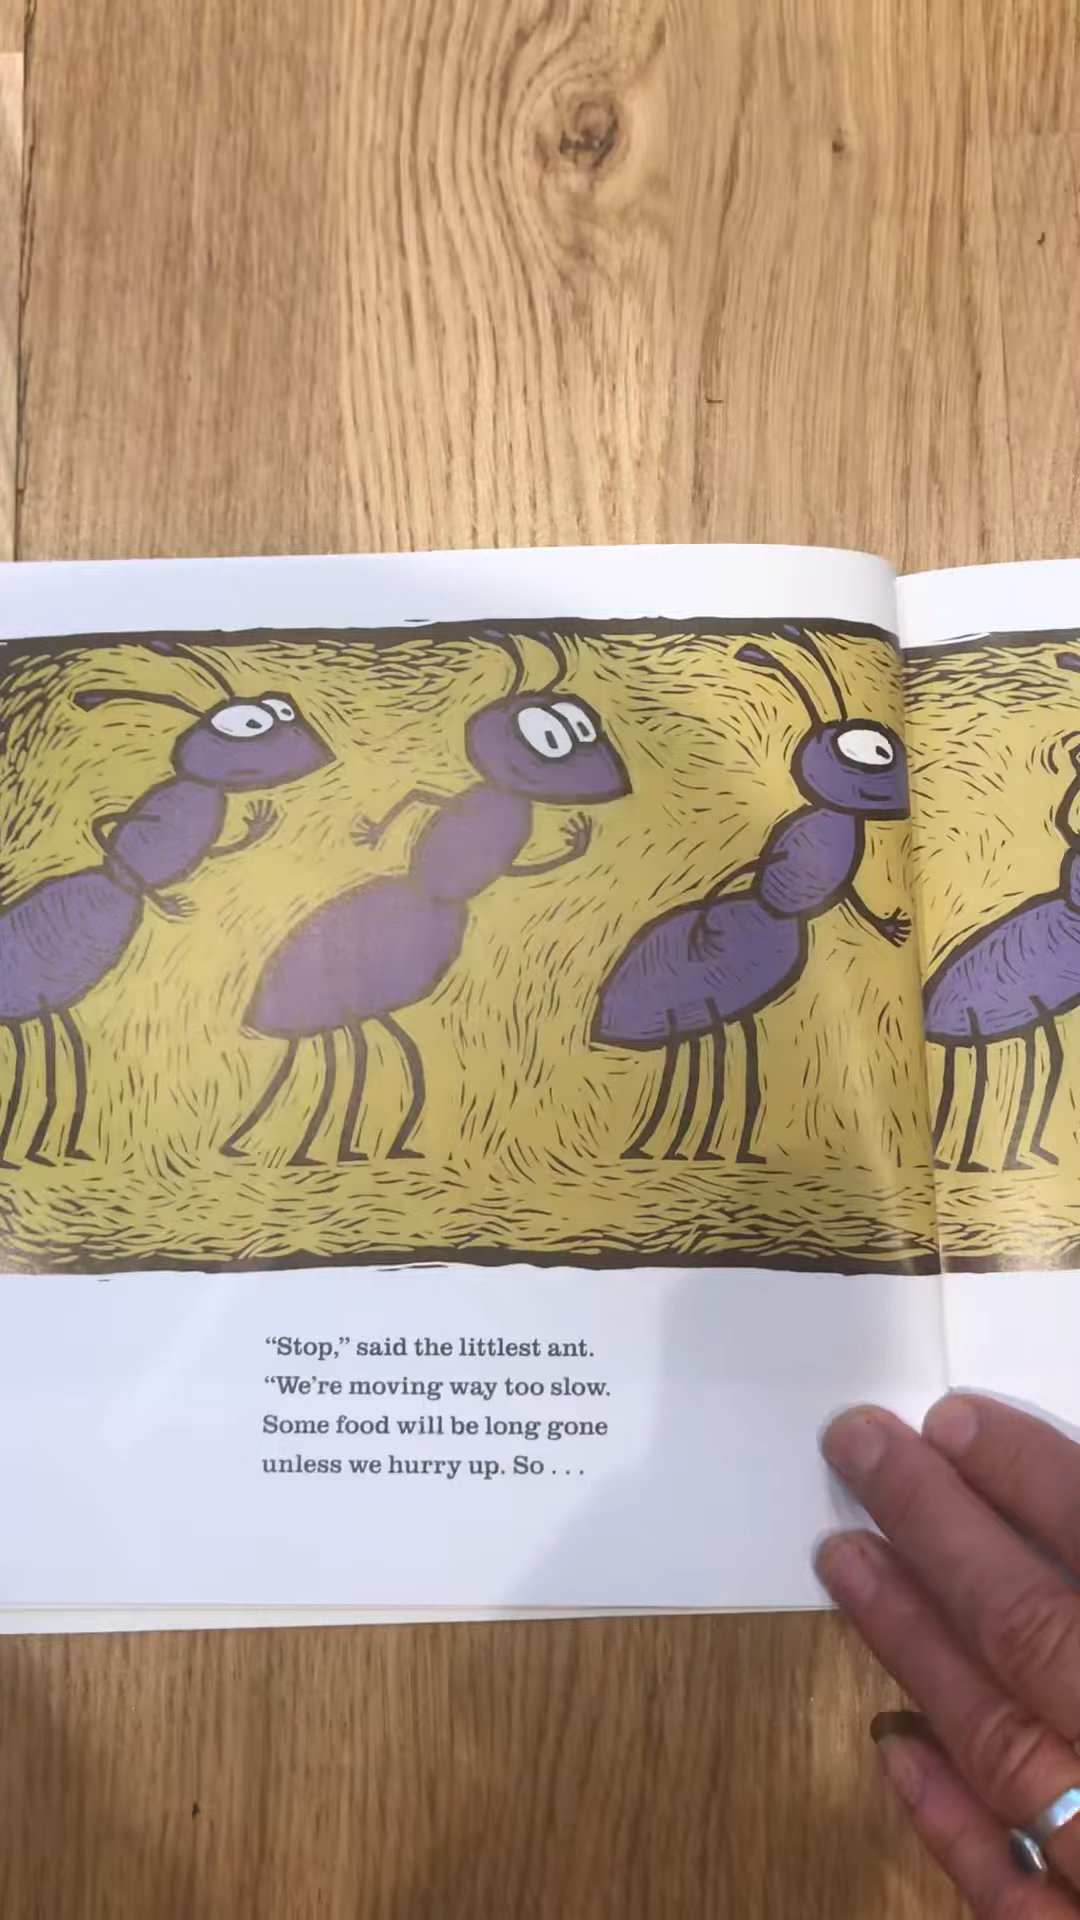 “Stop,” said the littlest ant.
“We’re moving way too slow.
Some food will be long gone
unless we hurry up. So . . .